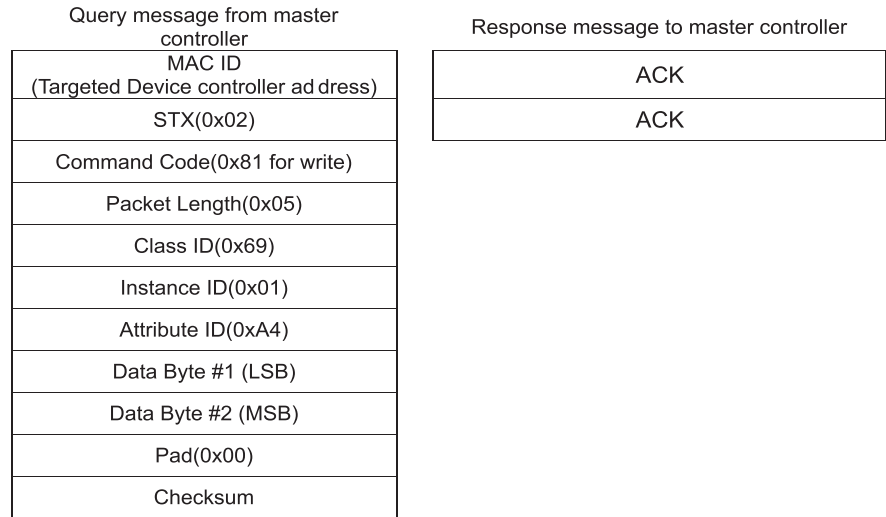 Query message from master
controller
MAC ID
(Targeted Device controller ad dress)
STX(0x02)
Command Code(0x81 for write)
Packet Length(0x05)
Class ID(0x69)
Instance ID(0x01)
Attribute ID(0xA4)
Data Byte #1 (LSB)
Data Byte #2 (MSB)
Pad(0x00)
Checksum
Response message to master controller
ACK
ACK